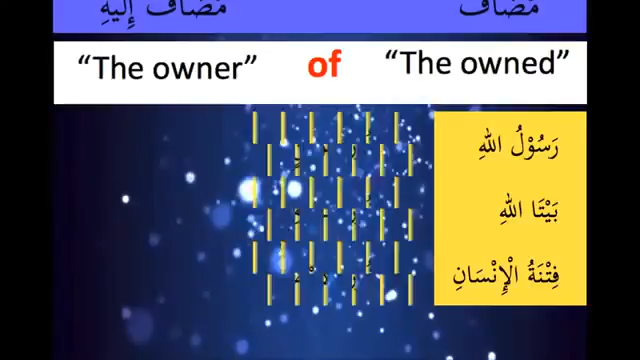 مُضَاف مُضَاف إِلَيْهِ
“The owner” of “The owned”
رَسُوْلُ اللهِ
بَيْتَا اللهِ
فِتْنَةُ الْإِنْسَانِ